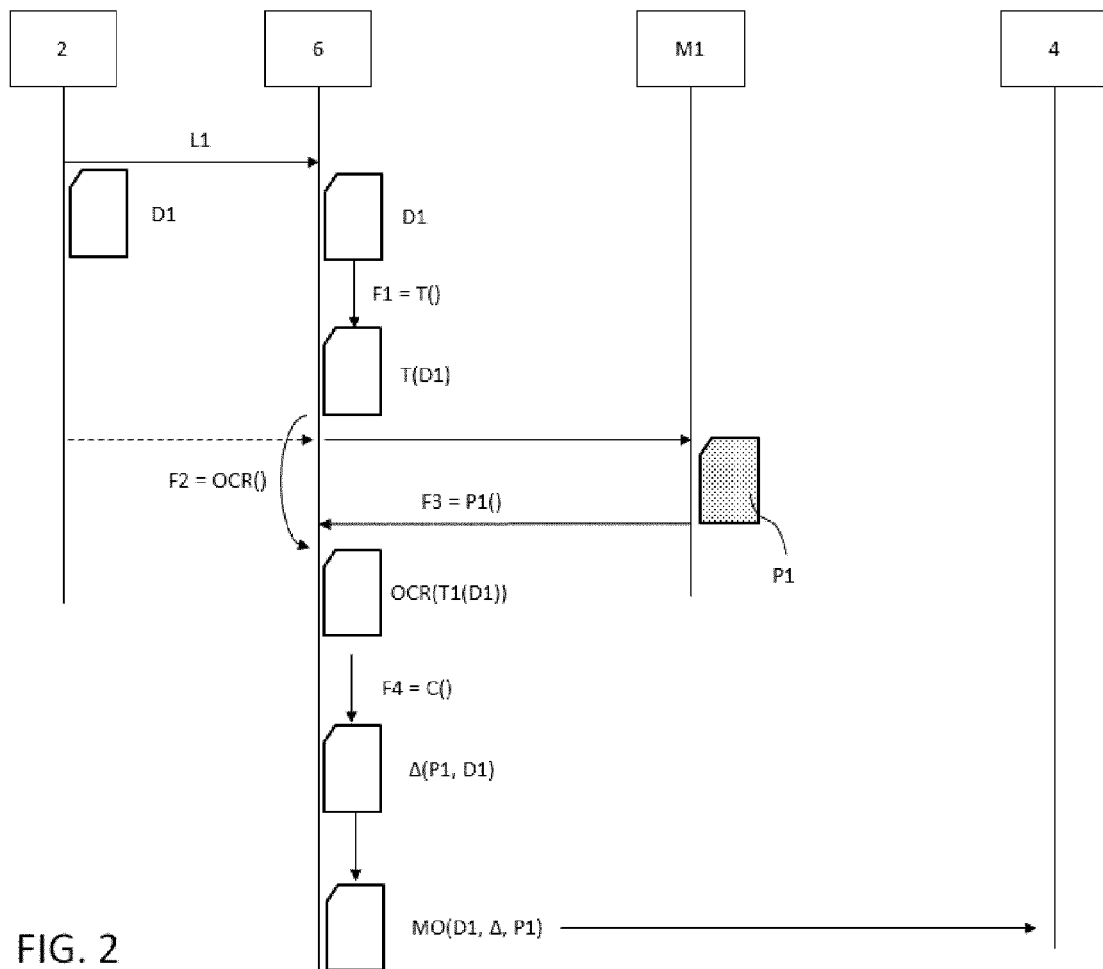 2
6
M1
4
L1
D1
D1
F1 = T()
T(D1)
F2 = OCR()
F3 = P1()
P1
OCR(T1(D1))
F4 = C()
Δ(P1, D1)
MO(D1, Δ, P1)
FIG. 2